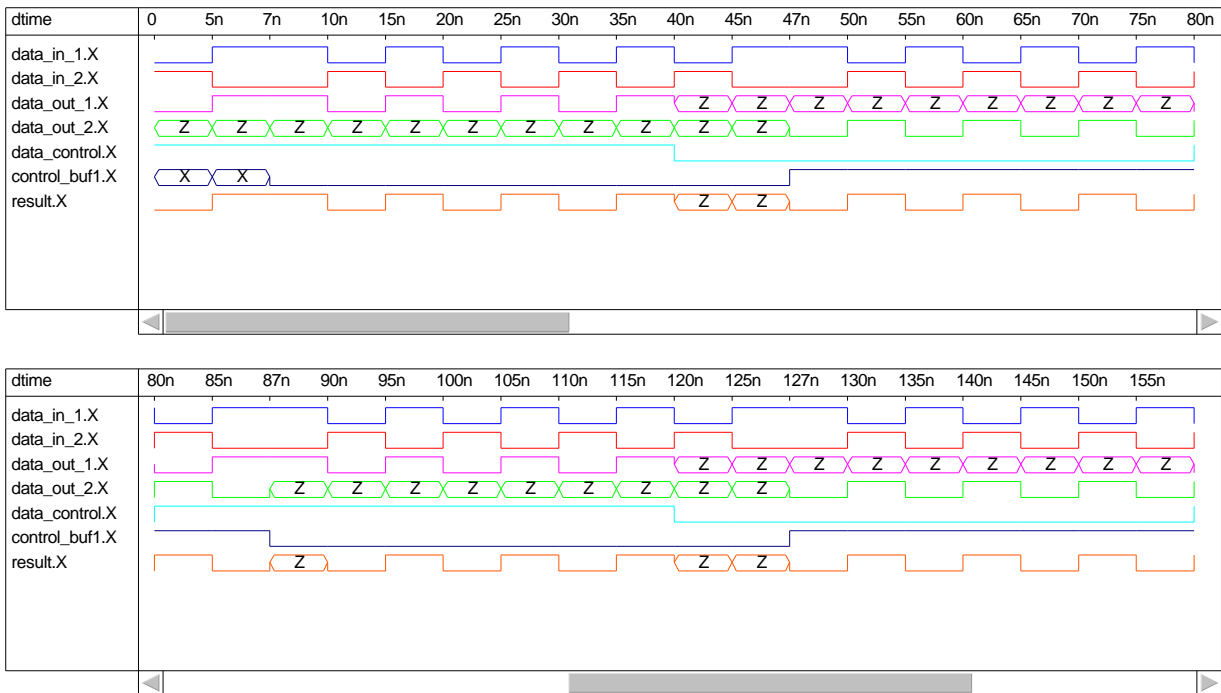 dtime 0 5n 7n 10n 15n 20n 25n 30n 35n 40n 45n 47n 50n 55n 60n 65n 70n 75n 80n
data_in_1.X
data_in_2.X
data_out_1.X Z Z Z Z Z Z Z Z Z
data_out_2.X Z Z Z Z Z Z Z Z Z Z Z
data_control.X
control_buf1.X X X
result.X Z Z
dtime 80n 85n 87n 90n 95n 100n 105n 110n 115n 120n 125n 127n 130n 135n 140n 145n 150n 155n
data_in_1.X
data_in_2.X
data_out_1.X Z Z Z Z Z Z Z Z Z
data_out_2.X Z Z Z Z Z Z Z Z Z
data_control.X
control_buf1.X
result.X Z Z Z